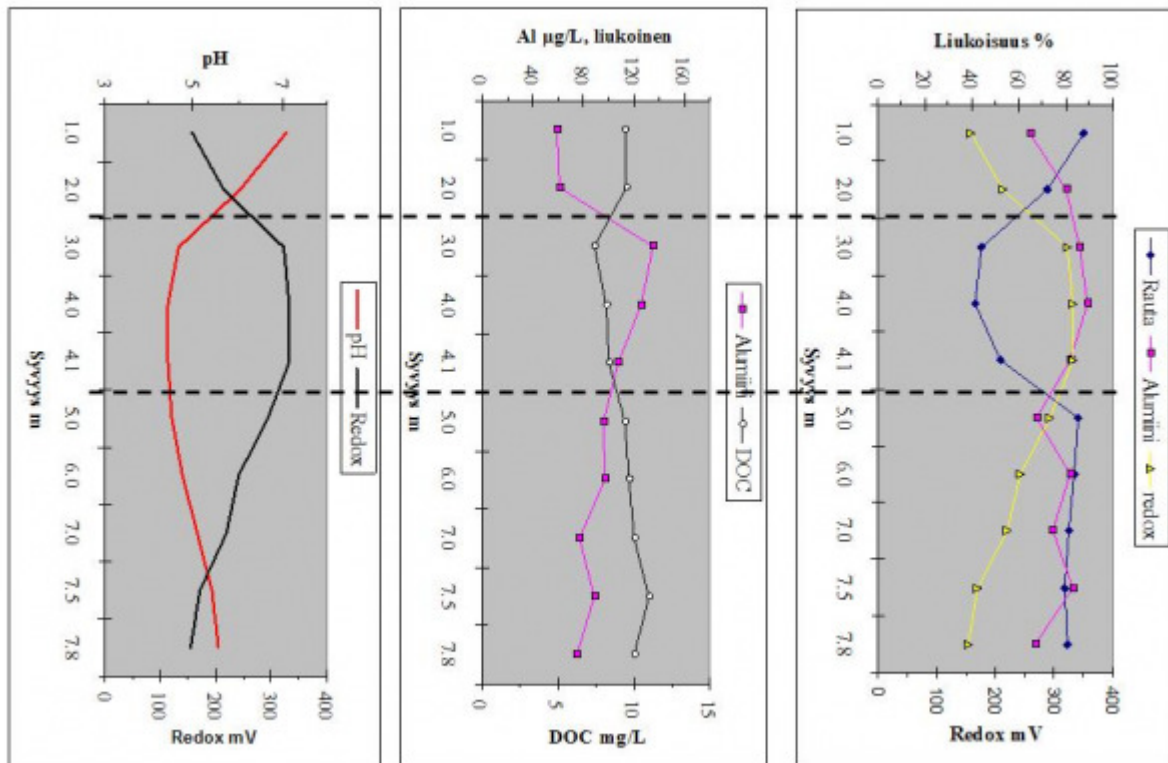 pH
3 5 7
1.0
2.0
3.0
4.0
4.1
5.0
6.0
7.0
7.5
7.8
Syvyys m
pH
Redox
0 100 200 300 400
Redox mV
Al µg/L, liukoinen
0 40 80 120 160
1.0
2.0
3.0
4.0
4.1
5.0
6.0
7.0
7.5
7.8
Syvyys m
Alumiini
DOC
0 5 10 15
DOC mg/L
Liukoisuus %
0 20 40 60 80 100
1.0
2.0
3.0
4.0
4.1
5.0
6.0
7.0
7.5
7.8
Syvyys m
Rauta
Alumiini
redox
0 100 200 300 400
Redox mV